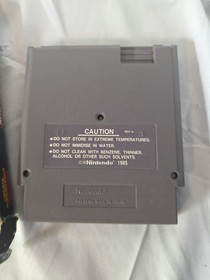 CAUTION
●DO NOT STORE IN EXTREME TEMPERATURES.
●DO NOT IMMERSE IN WATER.
●DO NOT CLEAN WITH BENZENE, THINNER,
ALCOHOL OR OTHER SUCH SOLVENTS.
©®Nintendo 1985